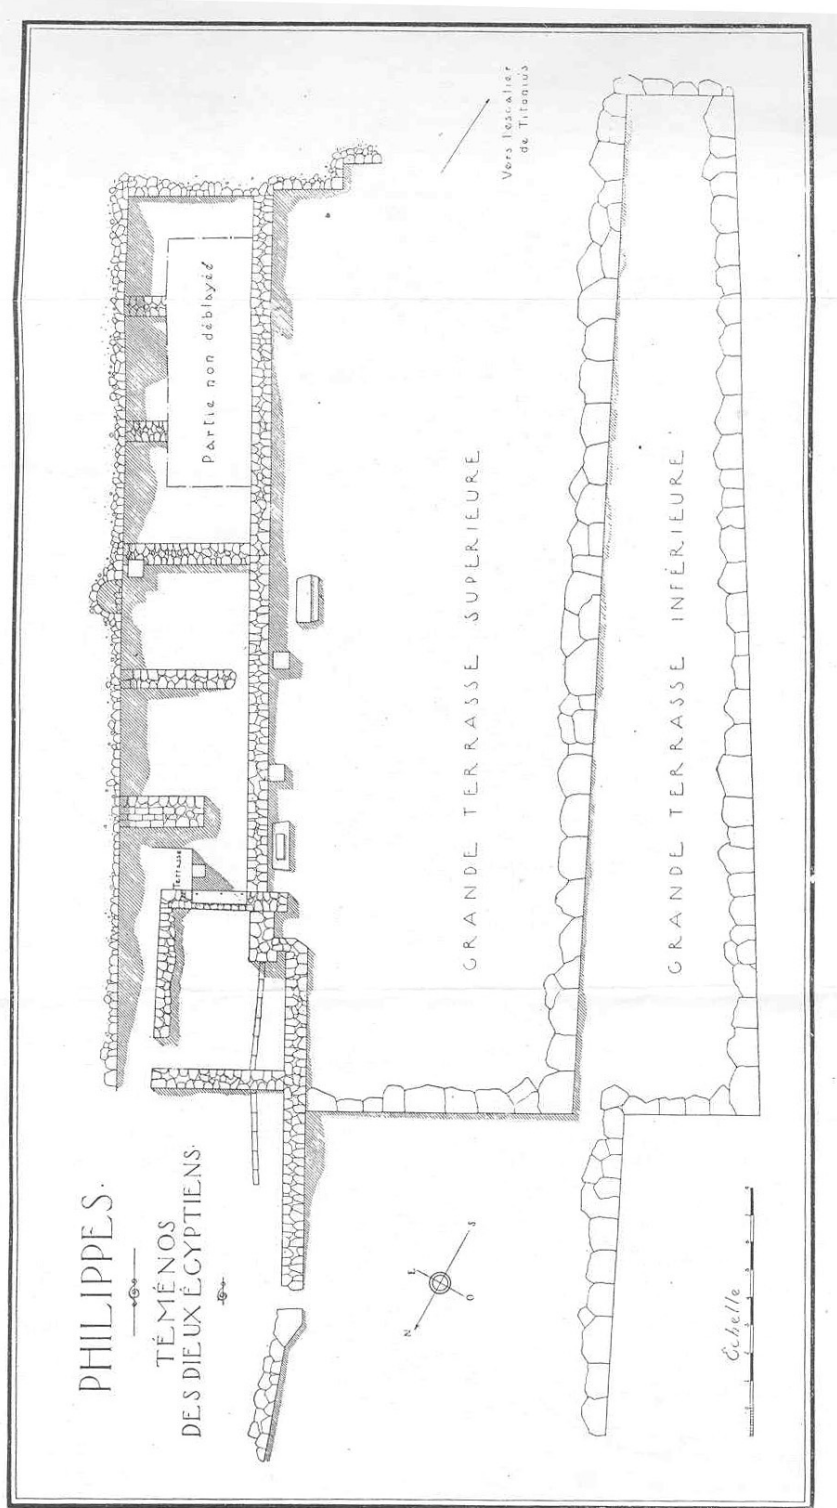 PHILIPPES.
TÉMÉNOS
DES DIEUX ÉGYPTIENS.
Partie non déblayée
Terrasse
GRANDE TERRASSE SUPÉRIEURE
GRANDE TERRASSE INFÉRIEURE
Vers l'escalier
de Titonius
N
E
S
O
Echelle